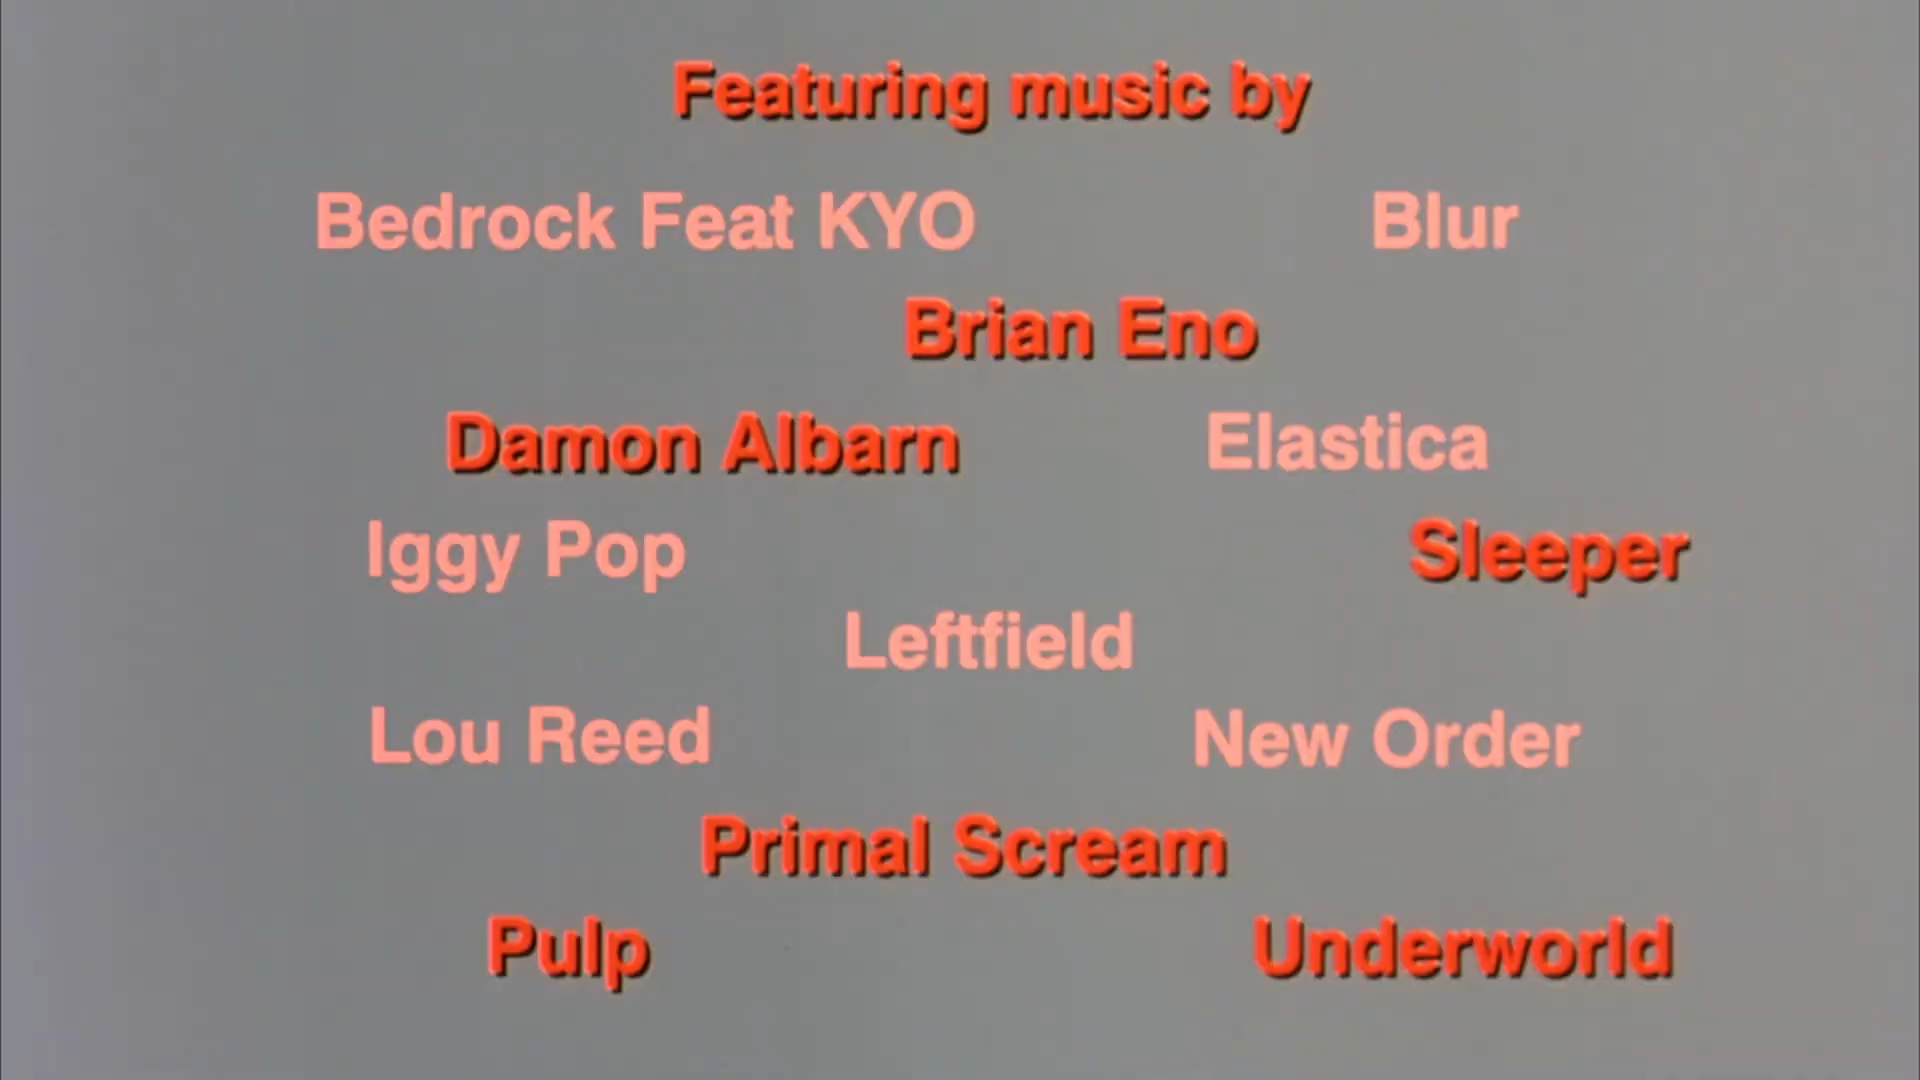 Featuring music by
Bedrock Feat KYO Blur
Brian Eno
Damon Albarn Elastica
Iggy Pop Sleeper
Leftfield
Lou Reed New Order
Primal Scream
Pulp Underworld